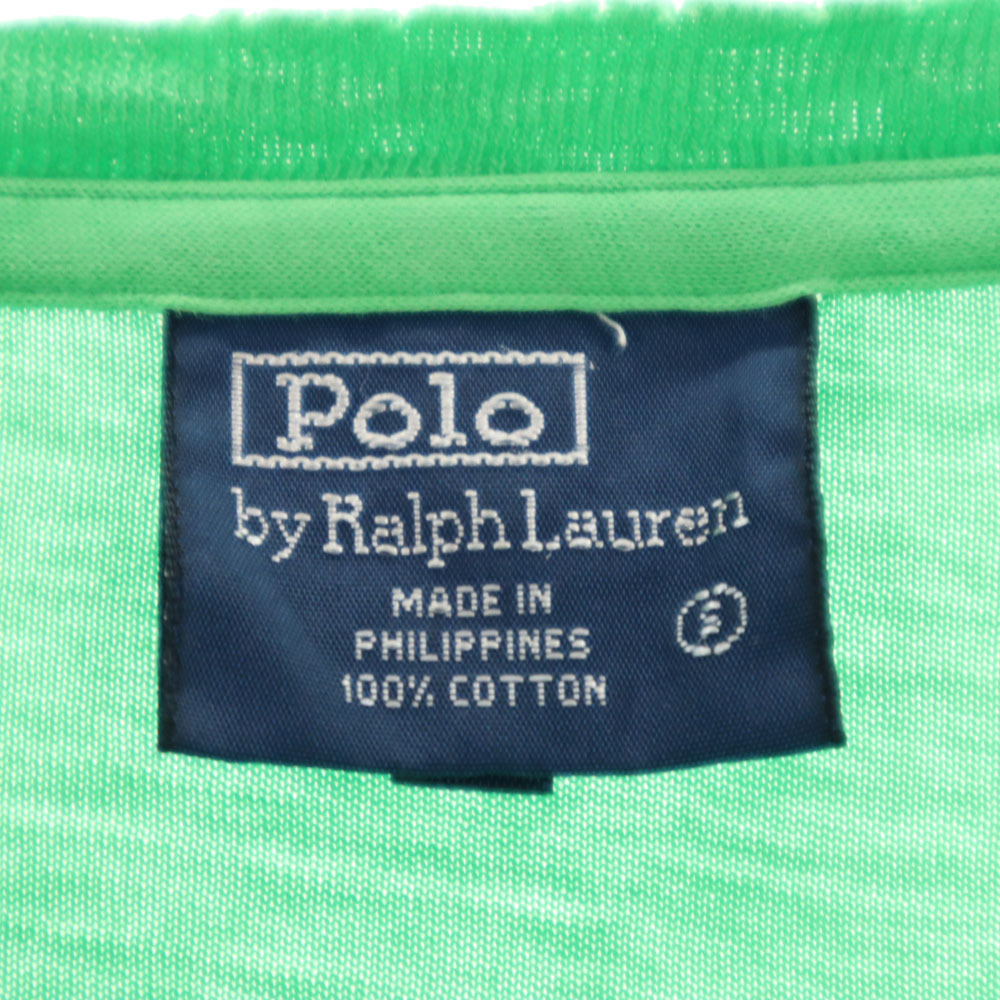 Polo
by Ralph Lauren
MADE IN
PHILIPPINES
100% COTTON
S